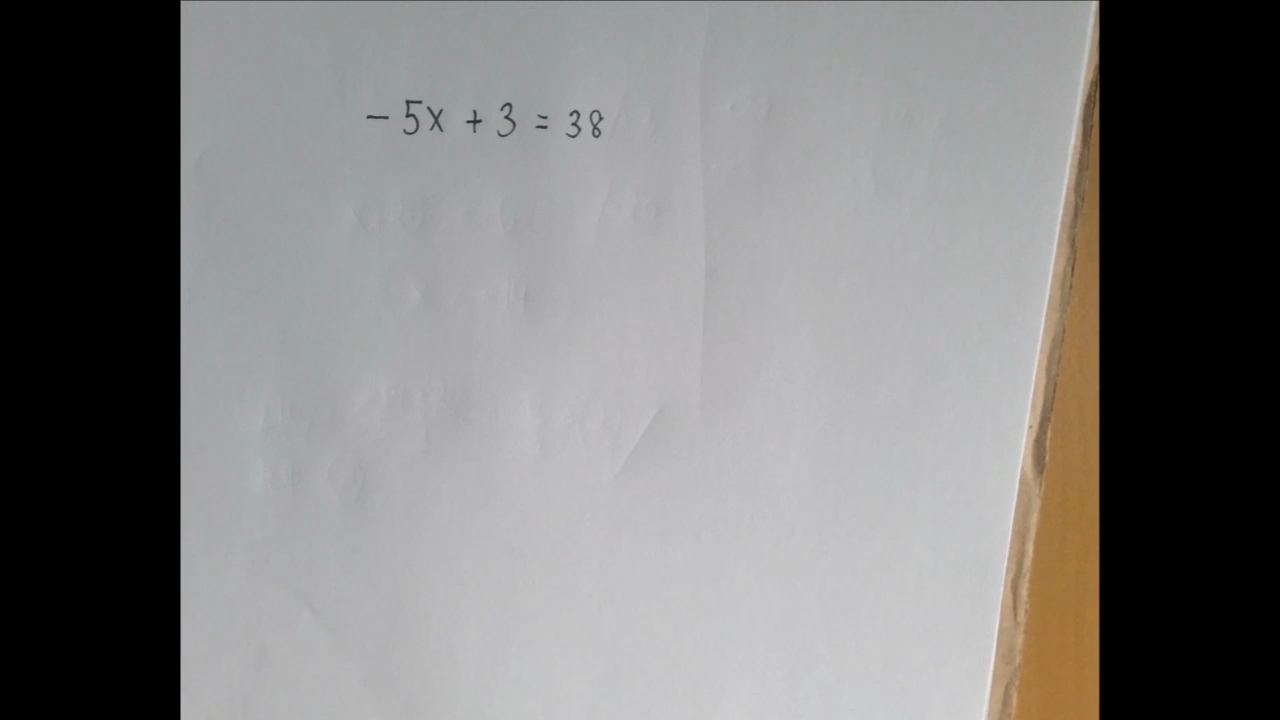 - 5x + 3 = 38